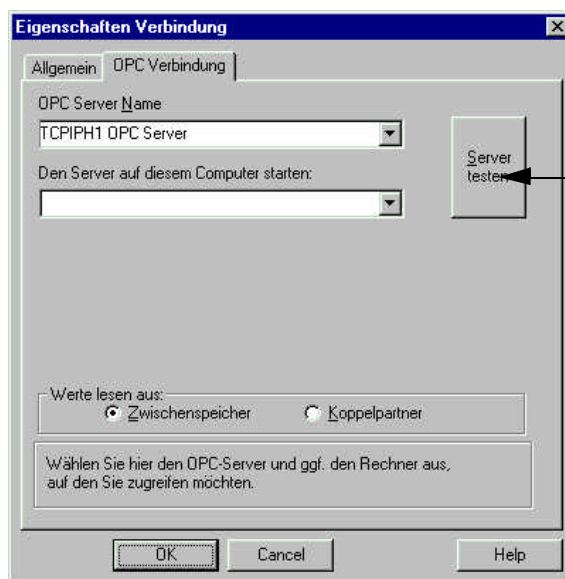 Eigenschaften Verbindung
Allgemein
OPC Verbindung
OPC Server Name
TCPIPH1 OPC Server
Server
testen
Den Server auf diesem Computer starten:
Werte lesen aus:
Zwischenspeicher
Koppelpartner
Wählen Sie hier den OPC-Server und ggf. den Rechner aus,
auf den Sie zugreifen möchten.
OK
Cancel
Help